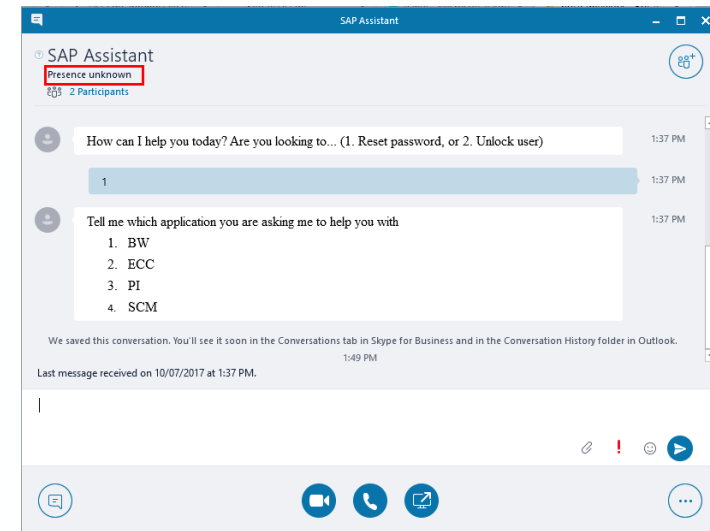 SAP Assistant
SAP Assistant
Presence unknown
2 Participants
How can I help you today? Are you looking to... (1. Reset password, or 2. Unlock user)
1:37 PM
1
1:37 PM
Tell me which application you are asking me to help you with
1:37 PM
1. BW
2. ECC
3. PI
4. SCM
We saved this conversation. You'll see it soon in the Conversations tab in Skype for Business and in the Conversation History folder in Outlook.
1:49 PM
Last message received on 10/07/2017 at 1:37 PM.